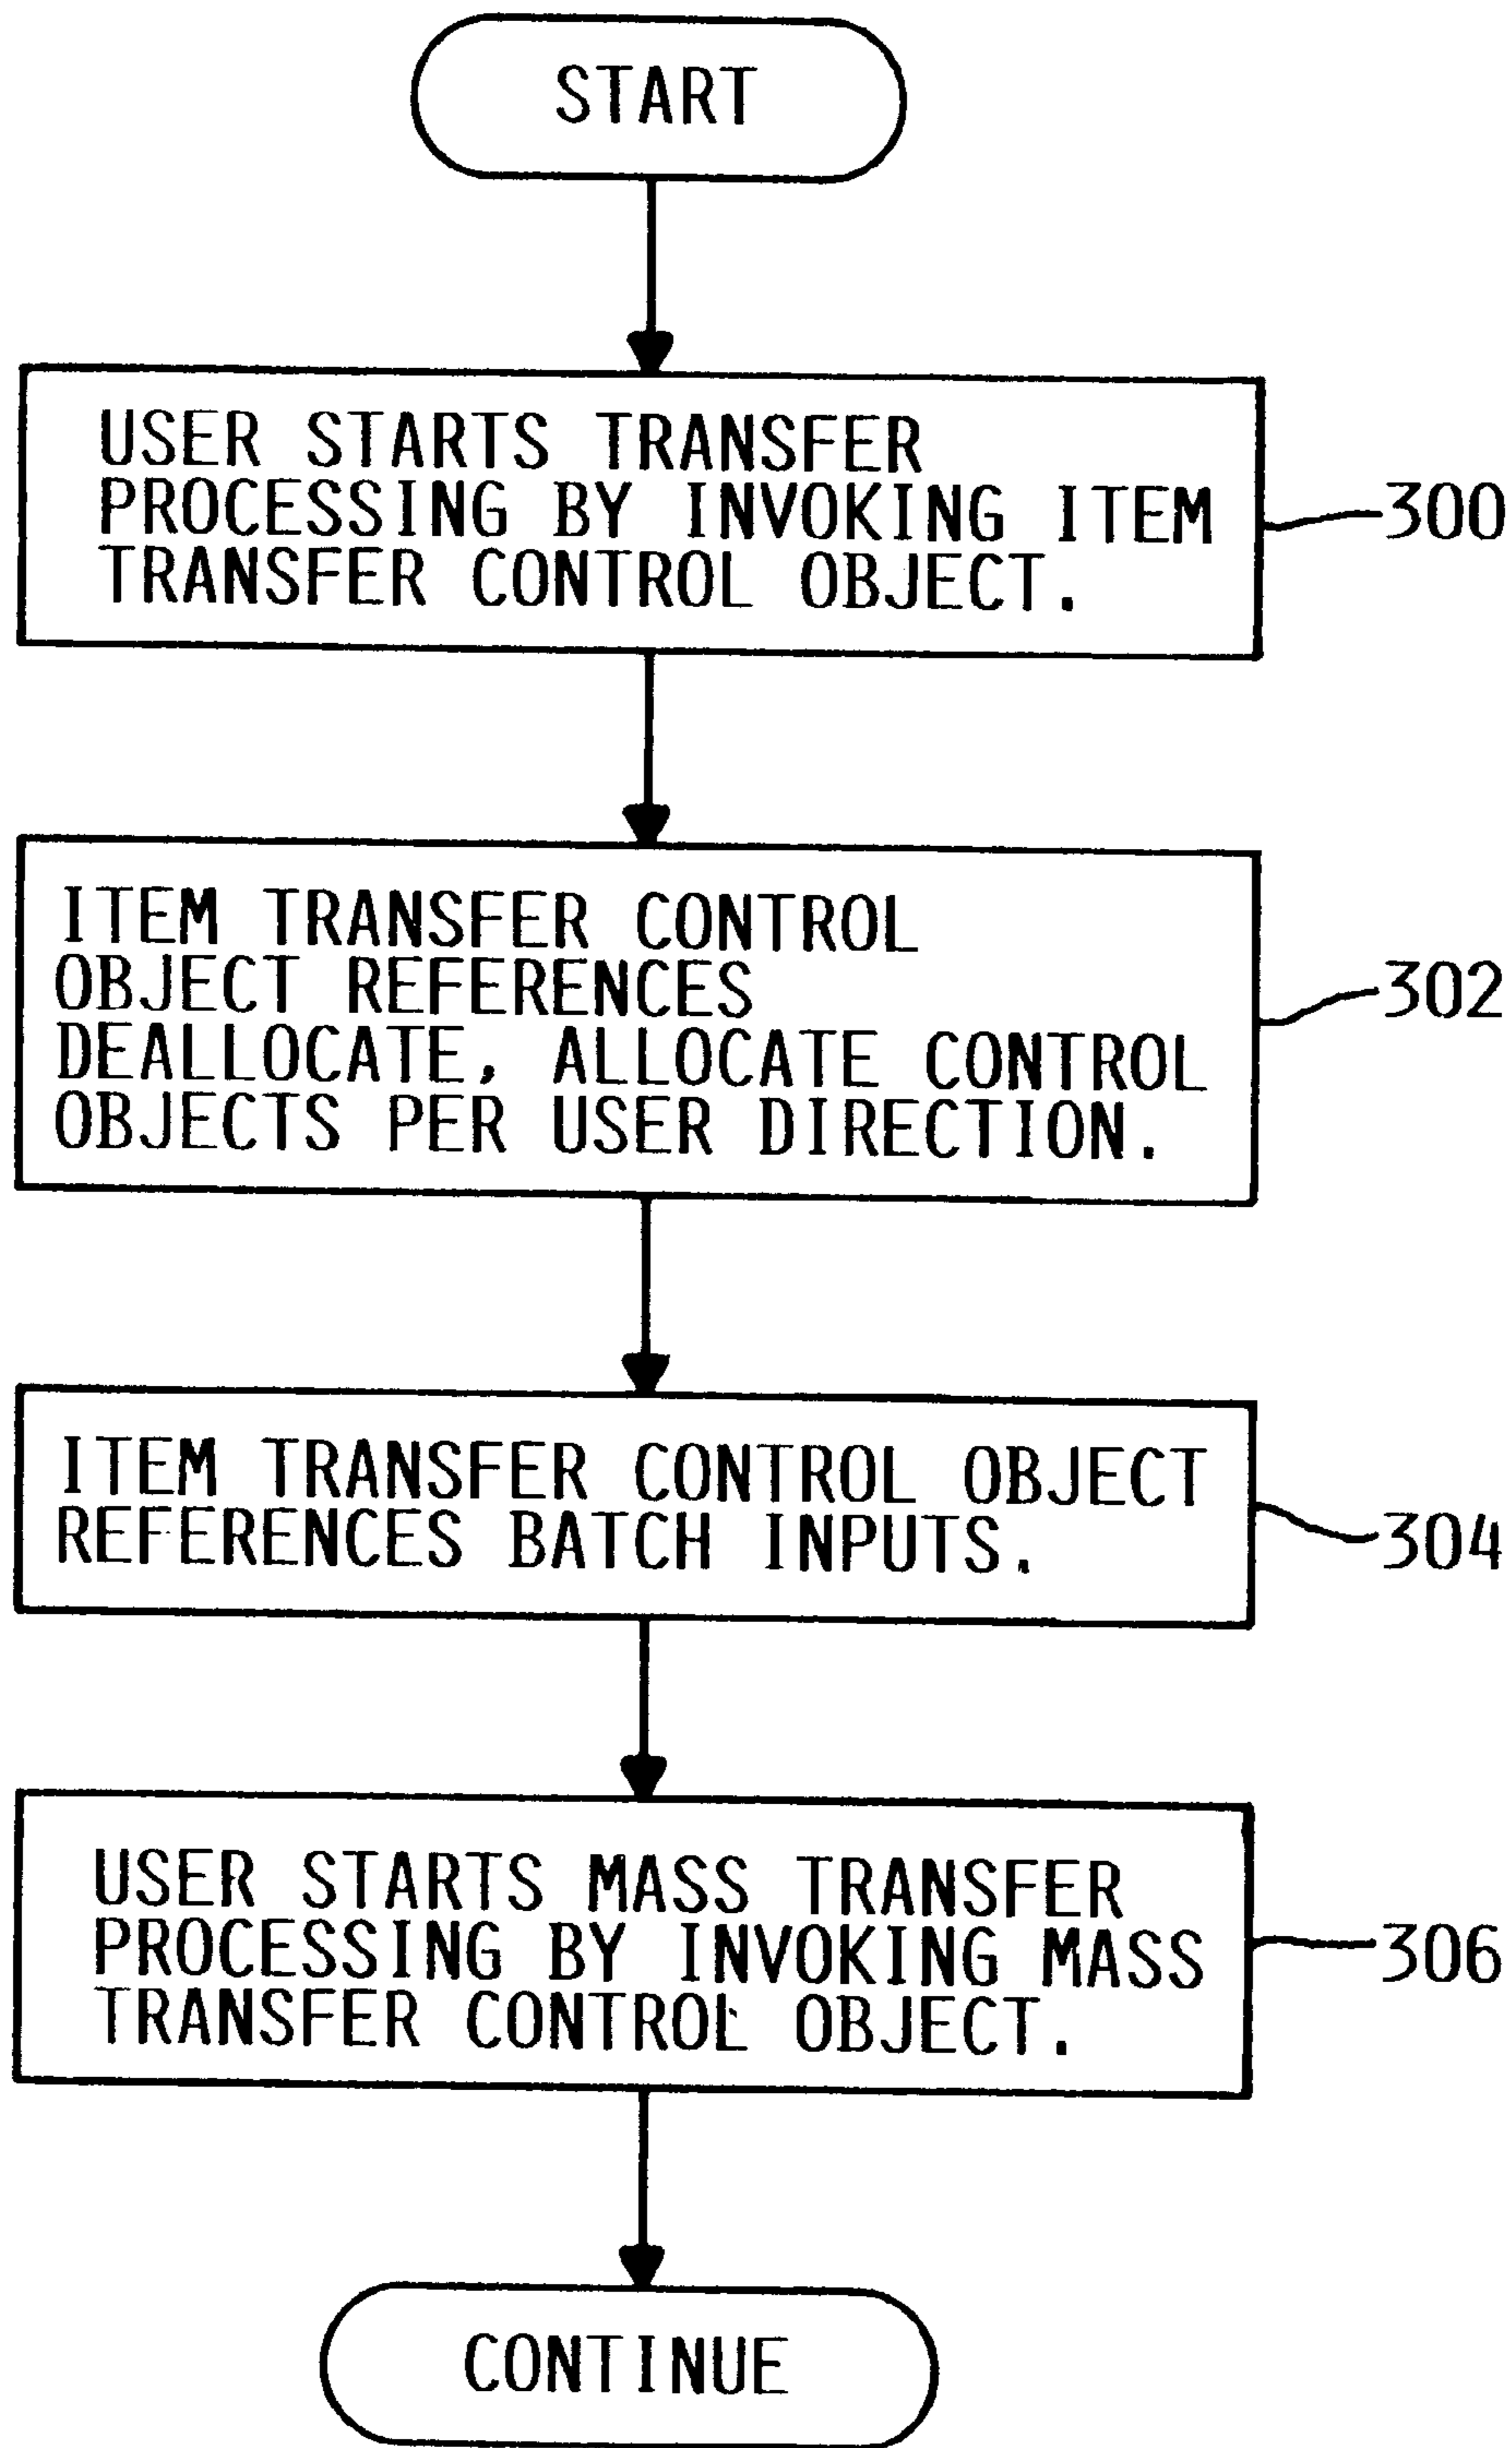 START
USER STARTS TRANSFER
PROCESSING BY INVOKING ITEM
TRANSFER CONTROL OBJECT.
300
ITEM TRANSFER CONTROL
OBJECT REFERENCES
DEALLOCATE, ALLOCATE CONTROL
OBJECTS PER USER DIRECTION.
302
ITEM TRANSFER CONTROL OBJECT
REFERENCES BATCH INPUTS.
304
USER STARTS MASS TRANSFER
PROCESSING BY INVOKING MASS
TRANSFER CONTROL OBJECT.
306
CONTINUE